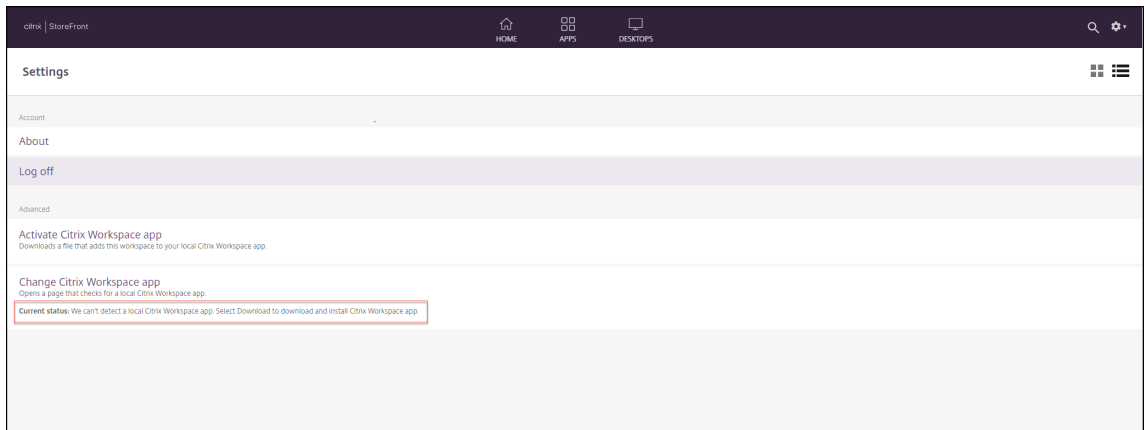 citrix | StoreFront
HOME
APPS
DESKTOPS
Settings
Account
About
Log off
Advanced
Activate Citrix Workspace app
Downloads a file that adds this workspace to your local Citrix Workspace app.
Change Citrix Workspace app
Opens a page that checks for a local Citrix Workspace app.
Current status: We can't detect a local Citrix Workspace app. Select Download to download and install Citrix Workspace app.